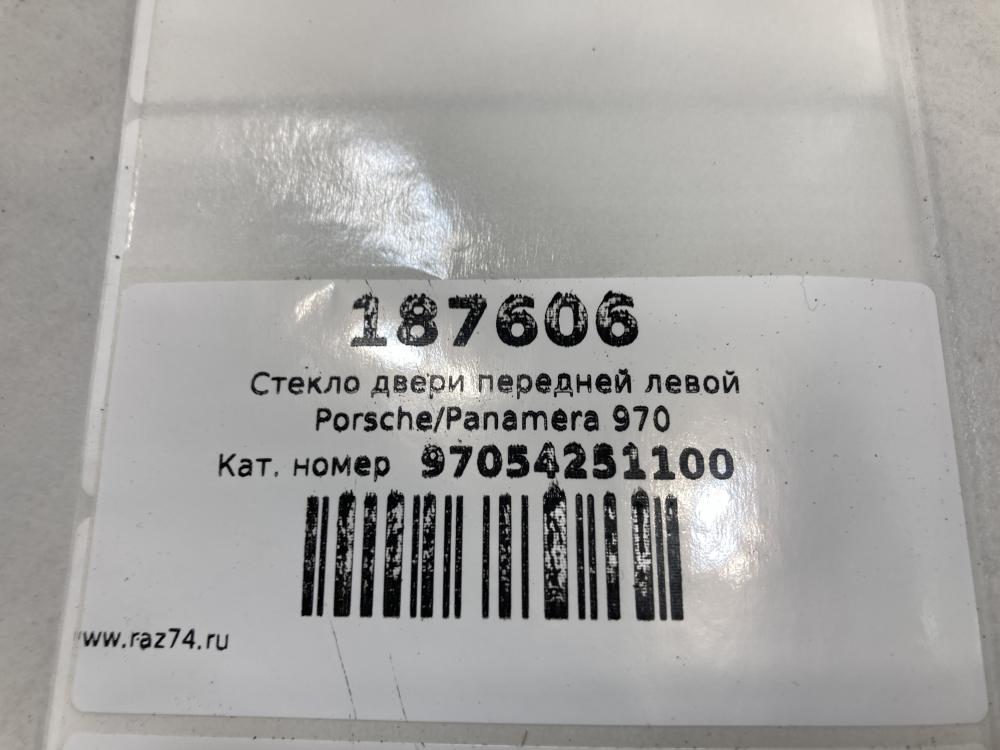 187606
Стекло двери передней левой
Porsche/Panamera 970
Кат. номер 97054251100
www.raz74.ru